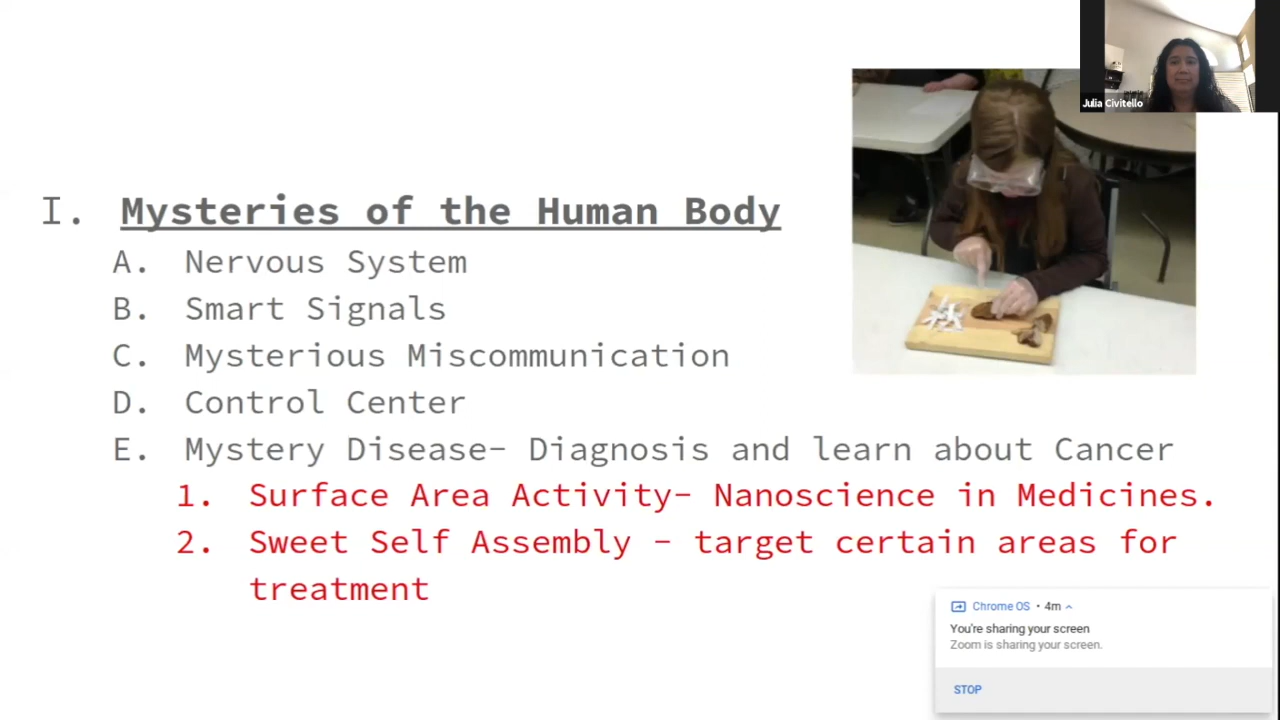 Julia Civitello
I. Mysteries of the Human Body
A. Nervous System
B. Smart Signals
C. Mysterious Miscommunication
D. Control Center
E. Mystery Disease- Diagnosis and learn about Cancer
1. Surface Area Activity- Nanoscience in Medicines.
2. Sweet Self Assembly - target certain areas for
treatment
Chrome OS • 4m
You're sharing your screen
Zoom is sharing your screen.
STOP